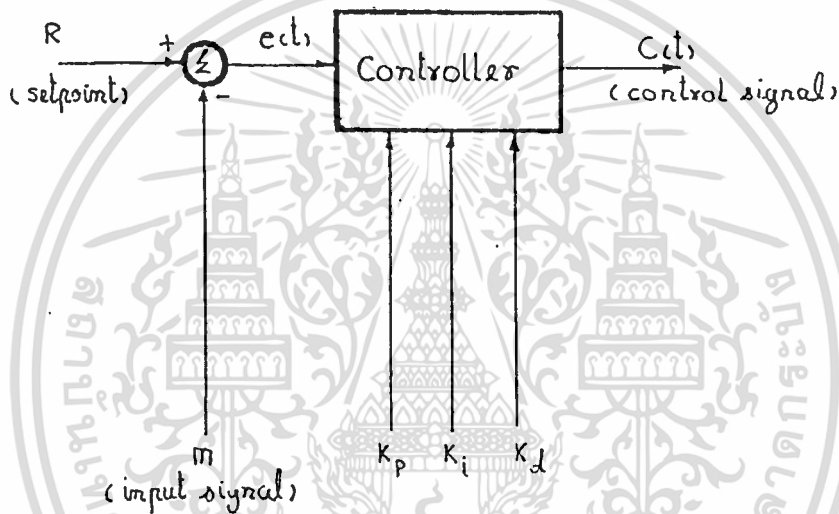 R
+
Σ
e(t)
Controller
C(t)
(setpoint)
-
(control signal)
m
Kp
Ki
Kd
(input signal)